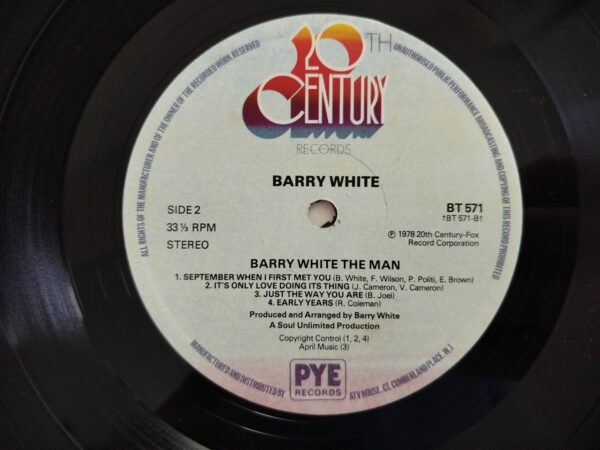 20TH
CENTURY
RECORDS
BARRY WHITE
SIDE 2
33 ⅓ RPM
STEREO
BT 571
†BT 571-B†
℗ 1978 20th Century-Fox
Record Corporation
BARRY WHITE THE MAN
1. SEPTEMBER WHEN I FIRST MET YOU (B. White, F. Wilson, P. Politi, E. Brown)
2. IT'S ONLY LOVE DOING ITS THING (J. Cameron, V. Cameron)
3. JUST THE WAY YOU ARE (B. Joel)
4. EARLY YEARS (R. Coleman)
Produced and Arranged by Barry White
A Soul Unlimited Production
Copyright Control (1, 2, 4)
April Music (3)
PYE
RECORDS
ALL RIGHTS OF THE MANUFACTURER AND OF THE OWNER OF THE RECORDED WORK RESERVED
UNAUTHORISED PUBLIC PERFORMANCE BROADCASTING AND COPYING OF THIS RECORD PROHIBITED
MANUFACTURED AND DISTRIBUTED BY
ATV HOUSE, GT. CUMBERLAND PLACE, W.1